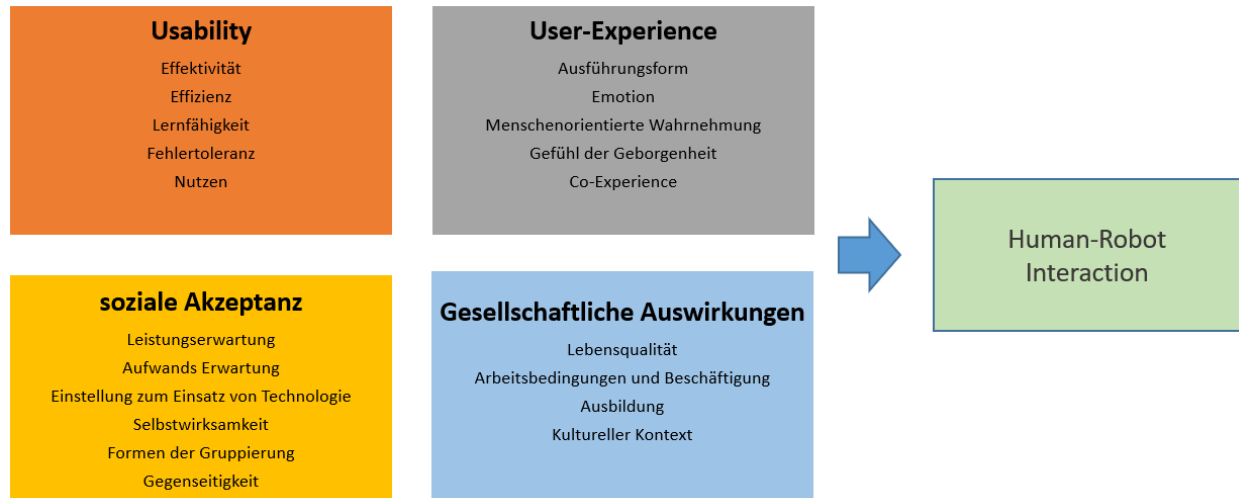 Usability
Effektivität
Effizienz
Lernfähigkeit
Fehlertoleranz
Nutzen
User-Experience
Ausführungsform
Emotion
Menschenorientierte Wahrnehmung
Gefühl der Geborgenheit
Co-Experience
soziale Akzeptanz
Leistungserwartung
Aufwands Erwartung
Einstellung zum Einsatz von Technologie
Selbstwirksamkeit
Formen der Gruppierung
Gegenseitigkeit
Gesellschaftliche Auswirkungen
Lebensqualität
Arbeitsbedingungen und Beschäftigung
Ausbildung
Kultureller Kontext
Human-Robot
Interaction